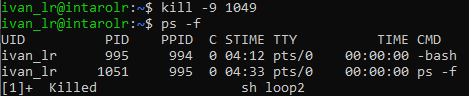 ivan_lr@intarolr:~$ kill -9 1049
ivan_lr@intarolr:~$ ps -f
UID          PID    PPID  C STIME TTY          TIME CMD
ivan_lr      995     994  0 04:12 pts/0    00:00:00 -bash
ivan_lr     1051     995  0 04:33 pts/0    00:00:00 ps -f
[1]+  Killed                  sh loop2